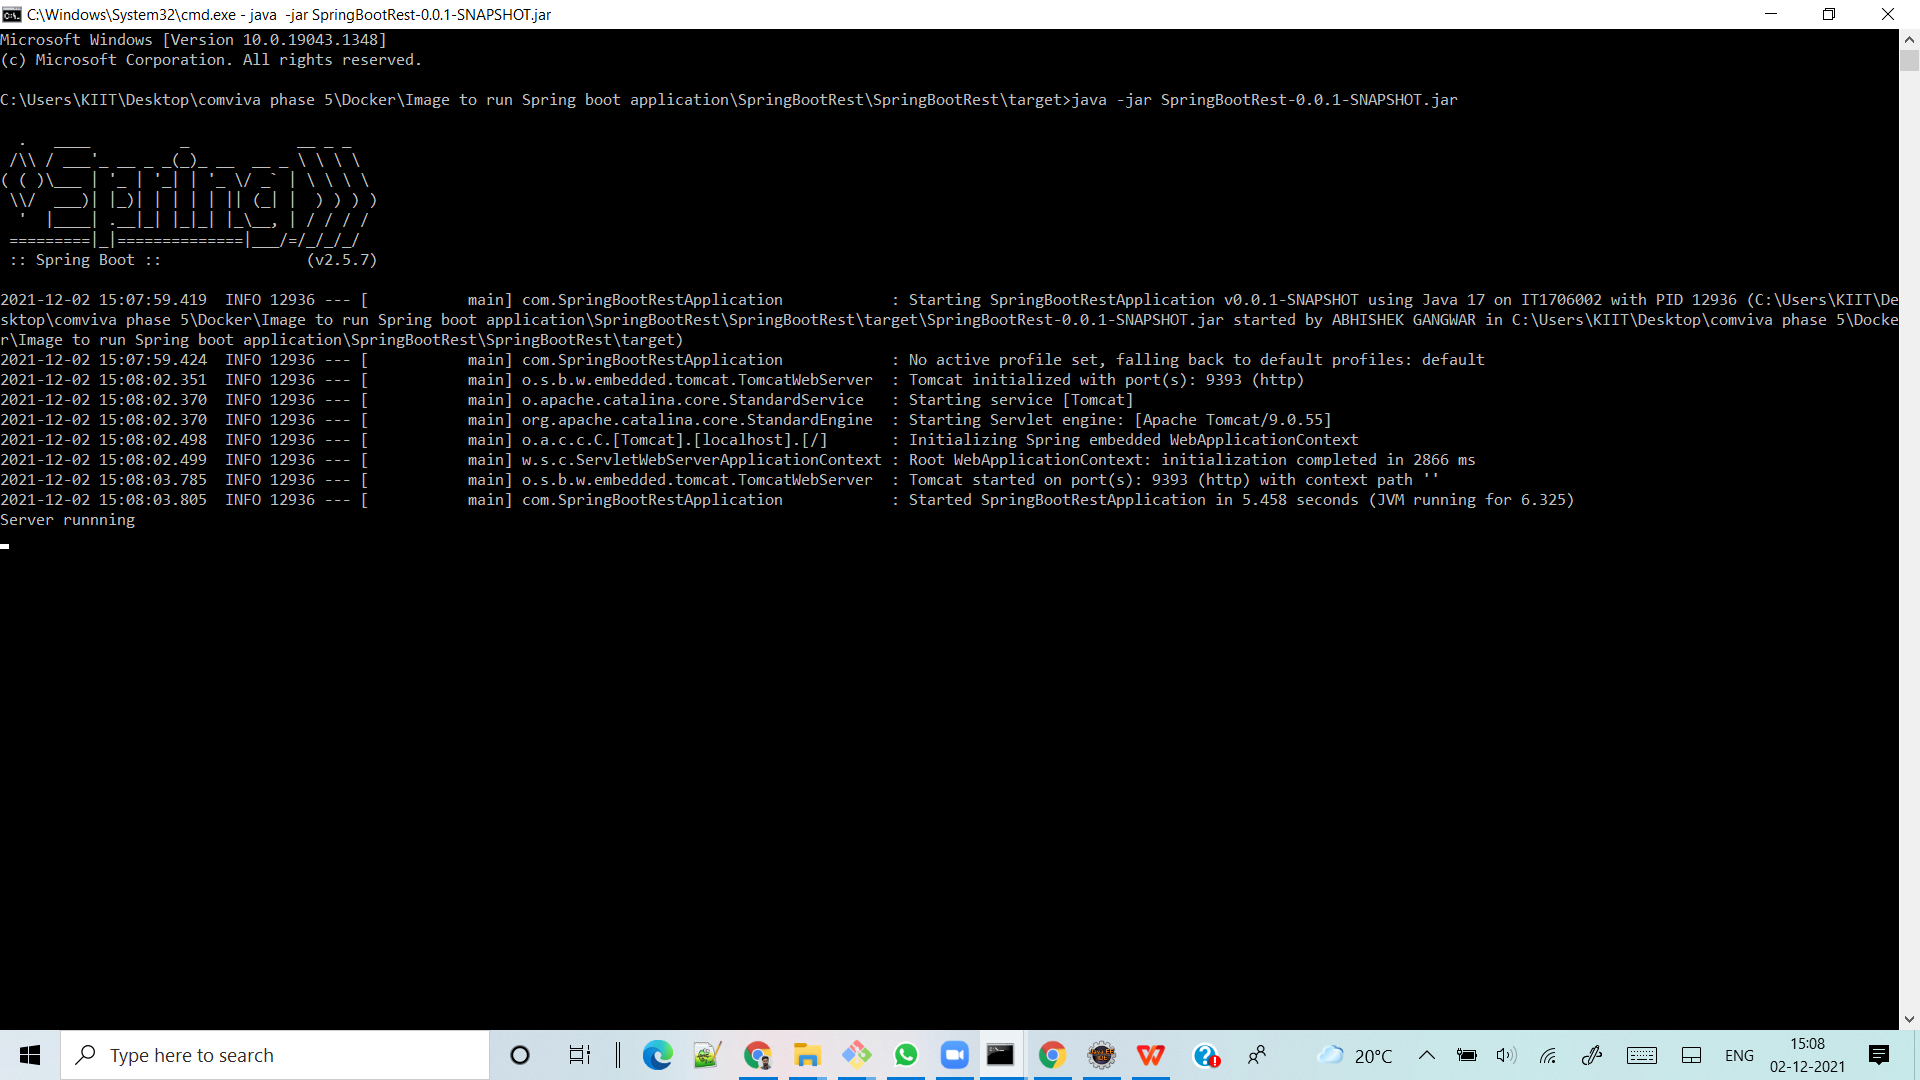 C:\Windows\System32\cmd.exe - java  -jar SpringBootRest-0.0.1-SNAPSHOT.jar
Microsoft Windows [Version 10.0.19043.1348]
(c) Microsoft Corporation. All rights reserved.
C:\Users\KIIT\Desktop\comviva phase 5\Docker\Image to run Spring boot application\SpringBootRest\SpringBootRest\target>java -jar SpringBootRest-0.0.1-SNAPSHOT.jar
  .   ____          _            __ _ _
 /\\ / ___'_ __ _ _(_)_ __  __ _ \ \ \ \
( ( )\___ | '_ | '_| | '_ \/ _` | \ \ \ \
 \\/  ___)| |_)| | | | | || (_| |  ) ) ) )
  '  |____| .__|_| |_|_| |_\__, | / / / /
 =========|_|==============|___/=/_/_/_/
 :: Spring Boot ::                (v2.5.7)
2021-12-02 15:07:59.419  INFO 12936 --- [           main] com.SpringBootRestApplication            : Starting SpringBootRestApplication v0.0.1-SNAPSHOT using Java 17 on IT1706002 with PID 12936 (C:\Users\KIIT\De
sktop\comviva phase 5\Docker\Image to run Spring boot application\SpringBootRest\SpringBootRest\target\SpringBootRest-0.0.1-SNAPSHOT.jar started by ABHISHEK GANGWAR in C:\Users\KIIT\Desktop\comviva phase 5\Docke
r\Image to run Spring boot application\SpringBootRest\SpringBootRest\target)
2021-12-02 15:07:59.424  INFO 12936 --- [           main] com.SpringBootRestApplication            : No active profile set, falling back to default profiles: default
2021-12-02 15:08:02.351  INFO 12936 --- [           main] o.s.b.w.embedded.tomcat.TomcatWebServer  : Tomcat initialized with port(s): 9393 (http)
2021-12-02 15:08:02.370  INFO 12936 --- [           main] o.apache.catalina.core.StandardService   : Starting service [Tomcat]
2021-12-02 15:08:02.370  INFO 12936 --- [           main] org.apache.catalina.core.StandardEngine  : Starting Servlet engine: [Apache Tomcat/9.0.55]
2021-12-02 15:08:02.498  INFO 12936 --- [           main] o.a.c.c.C.[Tomcat].[localhost].[/]       : Initializing Spring embedded WebApplicationContext
2021-12-02 15:08:02.499  INFO 12936 --- [           main] w.s.c.ServletWebServerApplicationContext : Root WebApplicationContext: initialization completed in 2866 ms
2021-12-02 15:08:03.785  INFO 12936 --- [           main] o.s.b.w.embedded.tomcat.TomcatWebServer  : Tomcat started on port(s): 9393 (http) with context path ''
2021-12-02 15:08:03.805  INFO 12936 --- [           main] com.SpringBootRestApplication            : Started SpringBootRestApplication in 5.458 seconds (JVM running for 6.325)
Server runnning
Type here to search
20°C
ENG
15:08
02-12-2021